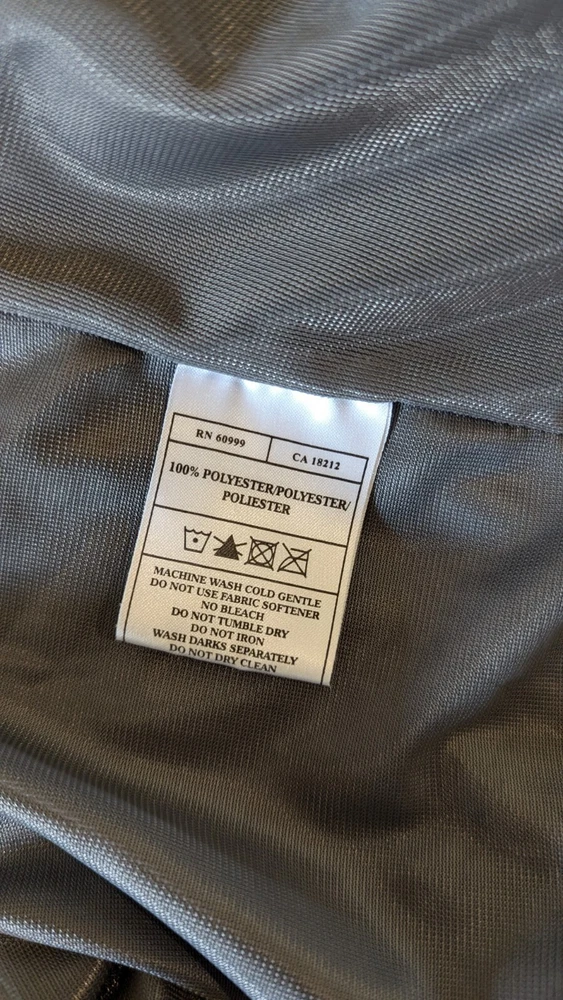 RN 60999
CA 18212
100% POLYESTER/POLYESTER/
POLIESTER
MACHINE WASH COLD GENTLE
DO NOT USE FABRIC SOFTENER
NO BLEACH
DO NOT TUMBLE DRY
DO NOT IRON
WASH DARKS SEPARATELY
DO NOT DRY CLEAN